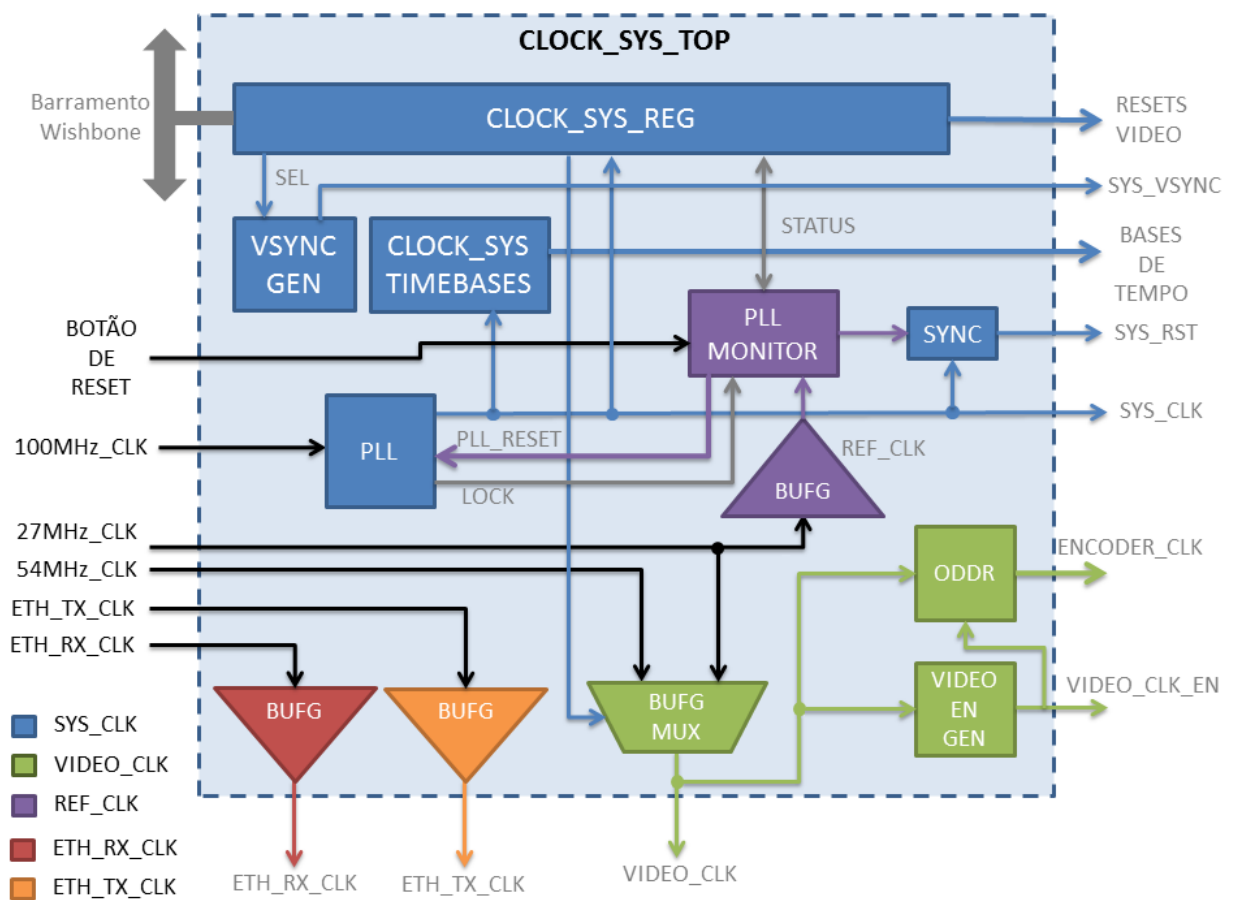 CLOCK_SYS_TOP
Barramento
Wishbone
CLOCK_SYS_REG
RESETS
VIDEO
SEL
SYS_VSYNC
VSYNC
GEN
CLOCK_SYS
TIMEBASES
STATUS
BASES
DE
TEMPO
BOTÃO
DE
RESET
PLL
MONITOR
SYNC
SYS_RST
SYS_CLK
100MHz_CLK
PLL
PLL_RESET
LOCK
REF_CLK
BUFG
27MHz_CLK
54MHz_CLK
ETH_TX_CLK
ETH_RX_CLK
ODDR
ENCODER_CLK
BUFG
BUFG
BUFG
MUX
VIDEO
EN
GEN
VIDEO_CLK_EN
SYS_CLK
VIDEO_CLK
REF_CLK
ETH_RX_CLK
ETH_TX_CLK
ETH_RX_CLK
ETH_TX_CLK
VIDEO_CLK